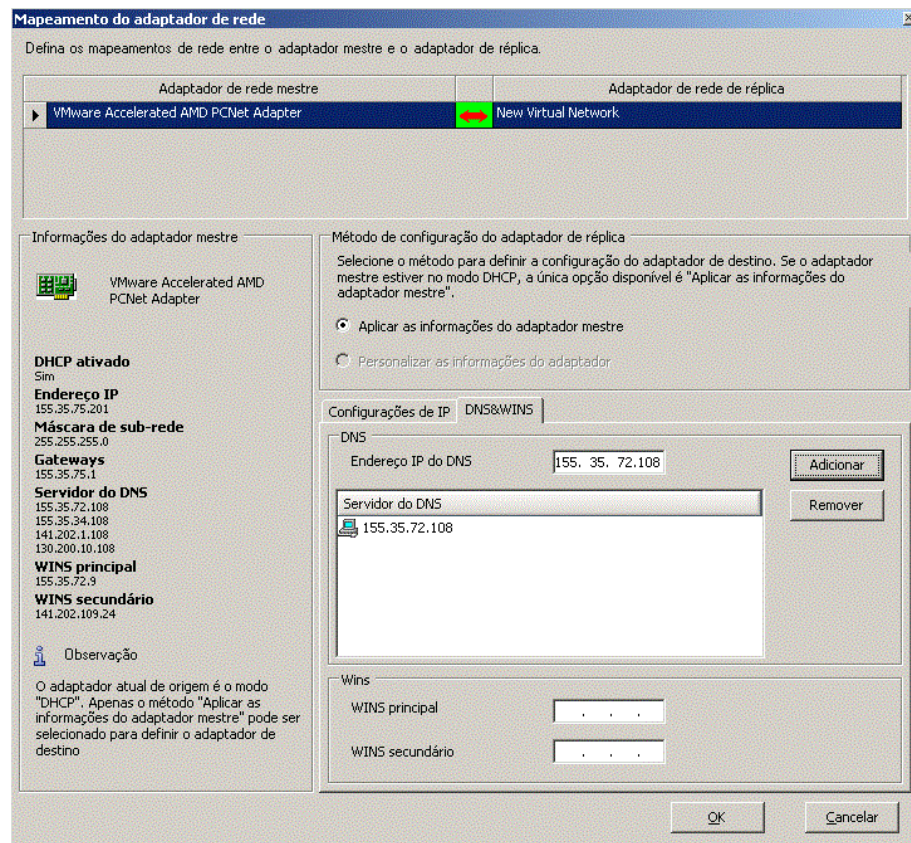 Mapeamento do adaptador de rede
Defina os mapeamentos de rede entre o adaptador mestre e o adaptador de réplica.
Adaptador de rede mestre
Adaptador de rede de réplica
VMware Accelerated AMD PCNet Adapter
New Virtual Network
Informações do adaptador mestre
VMware Accelerated AMD
PCNet Adapter
DHCP ativado
Sim
Endereço IP
155.35.75.201
Máscara de sub-rede
255.255.255.0
Gateways
155.35.75.1
Servidor do DNS
155.35.72.108
155.35.34.108
141.202.1.108
130.200.10.108
WINS principal
155.35.72.9
WINS secundário
141.202.109.24
Observação
O adaptador atual de origem é o modo
"DHCP". Apenas o método "Aplicar as
informações do adaptador mestre" pode ser
selecionado para definir o adaptador de
destino
Método de configuração do adaptador de réplica
Selecione o método para definir a configuração do adaptador de destino. Se o adaptador
mestre estiver no modo DHCP, a única opção disponível é "Aplicar as informações do
adaptador mestre".
Aplicar as informações do adaptador mestre
Personalizar as informações do adaptador
Configurações de IP
DNS&WINS
DNS
Endereço IP do DNS
155. 35. 72.108
Adicionar
Servidor do DNS
Remover
155.35.72.108
Wins
WINS principal
. . .
WINS secundário
. . .
OK
Cancelar